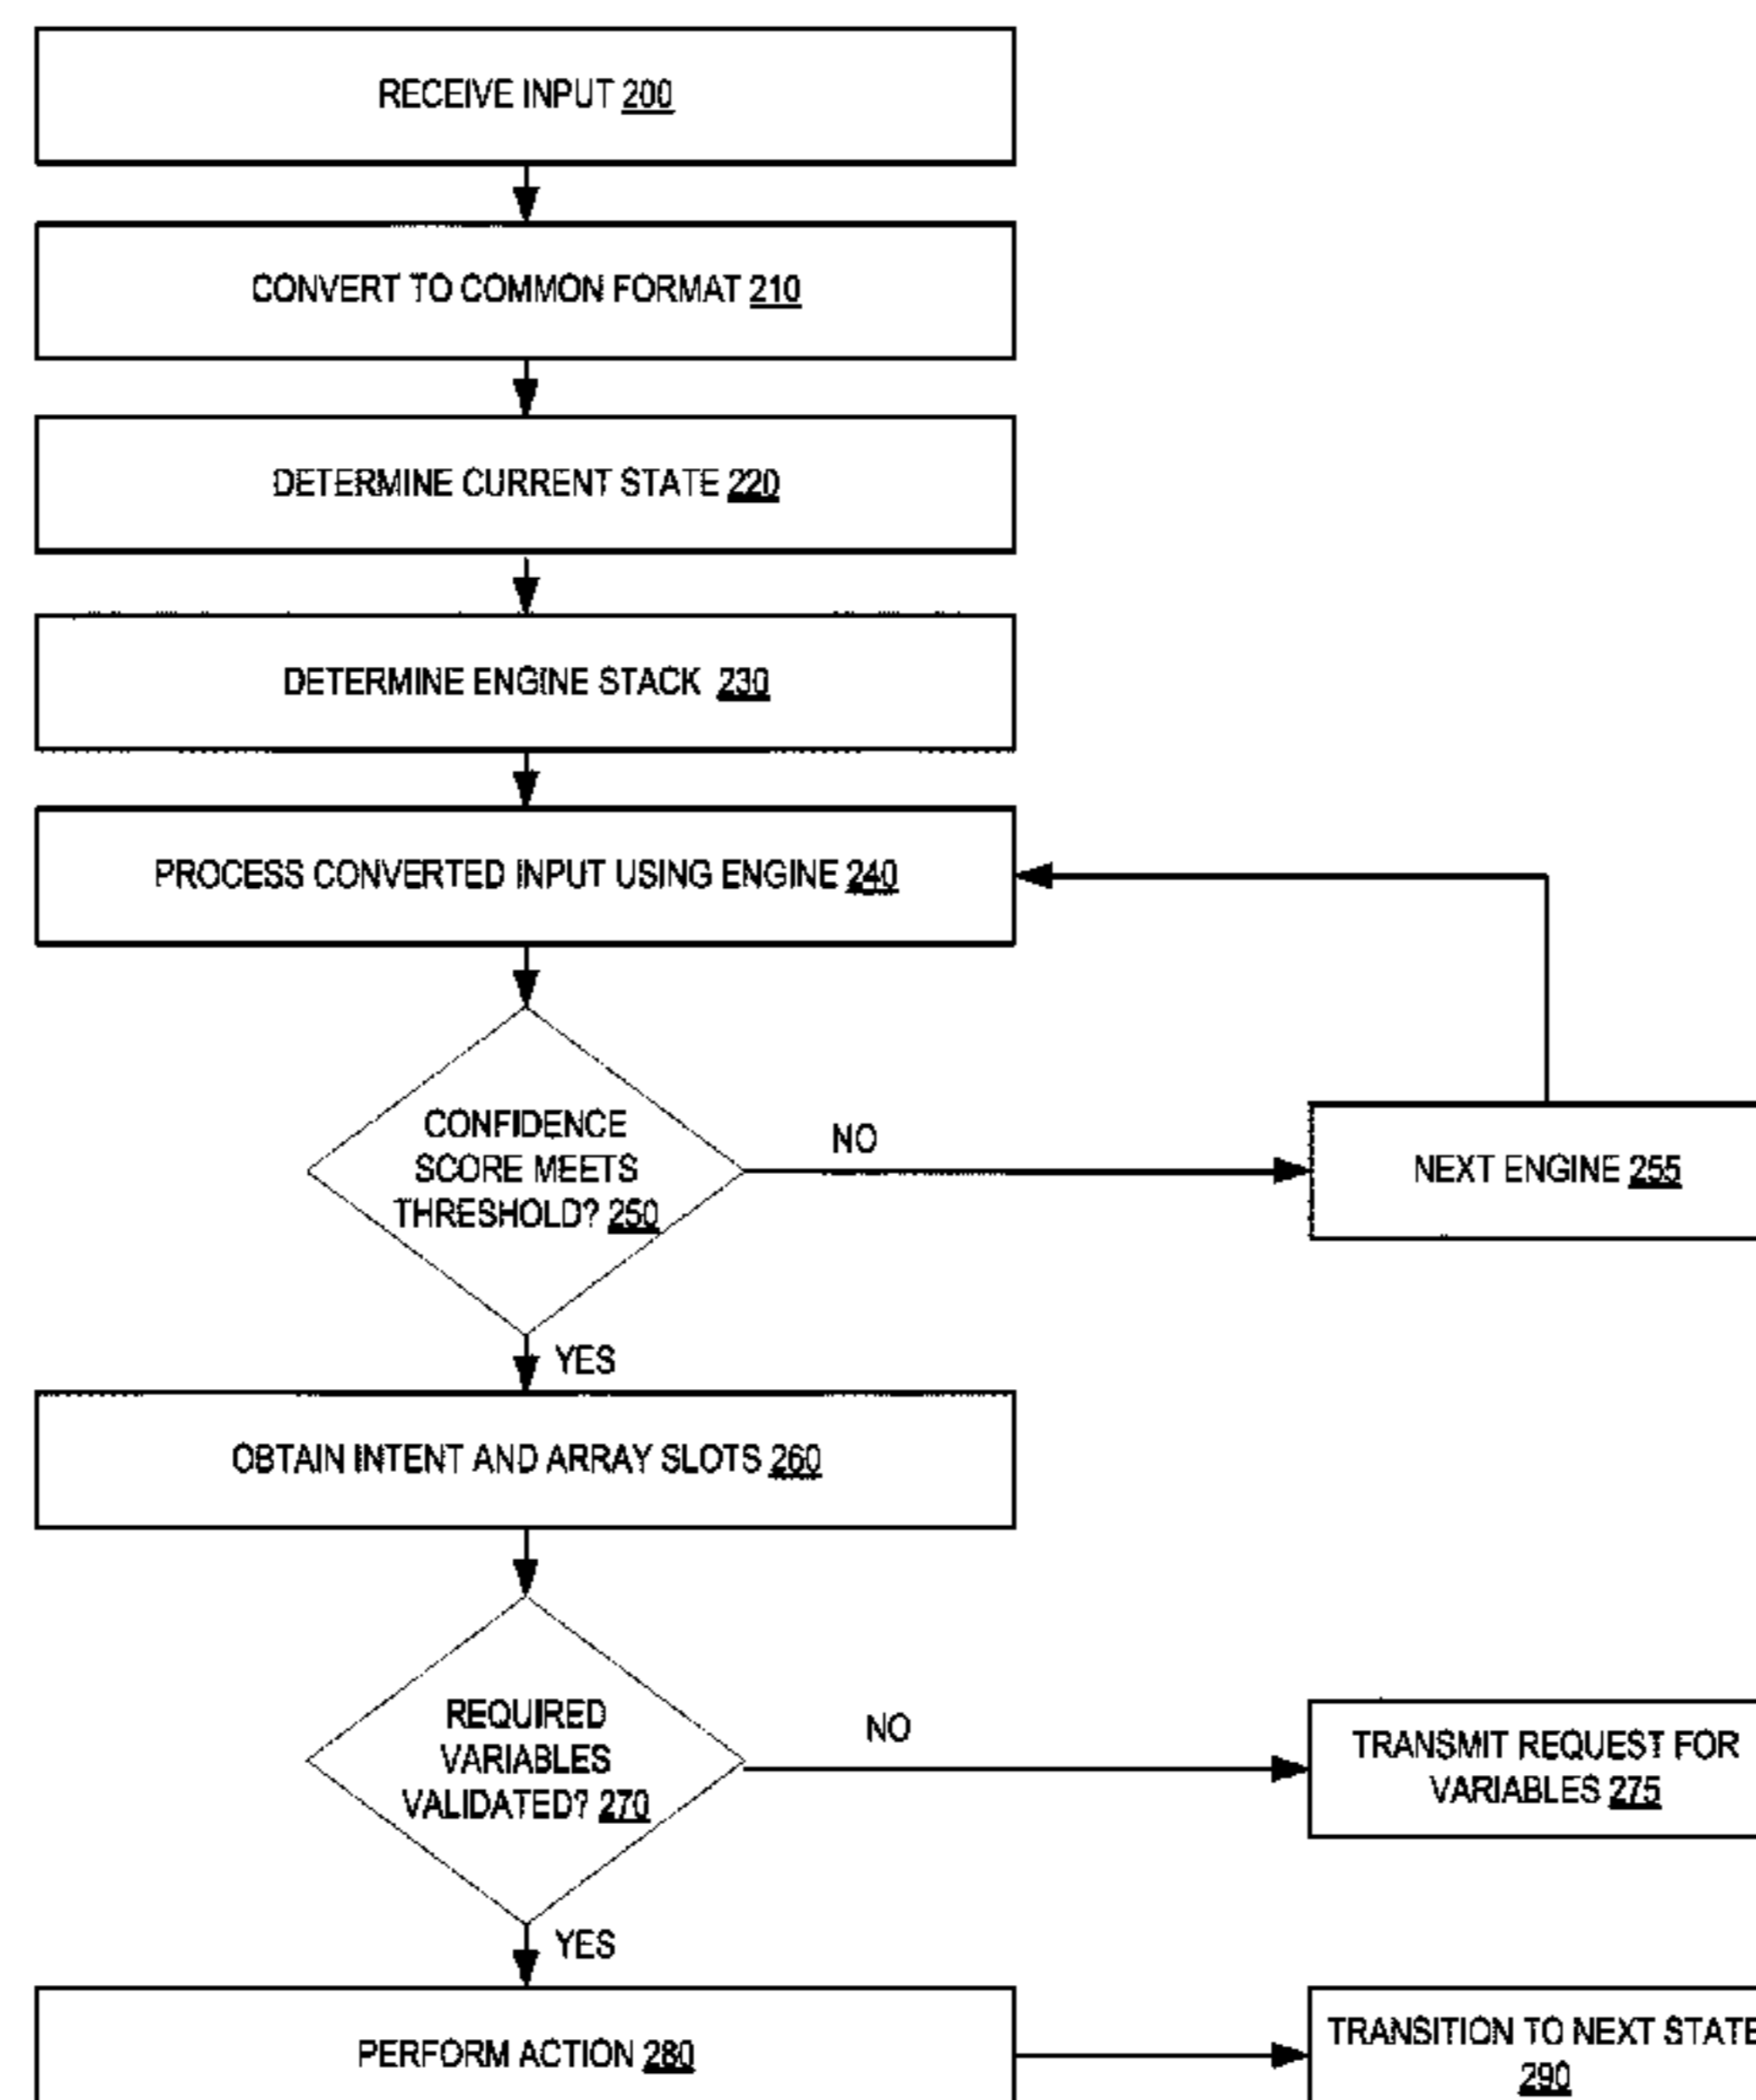 RECEIVE INPUT 200
CONVERT TO COMMON FORMAT 210
DETERMINE CURRENT STATE 220
DETERMINE ENGINE STACK 230
PROCESS CONVERTED INPUT USING ENGINE 240
CONFIDENCE
SCORE MEETS
THRESHOLD? 250
NO
NEXT ENGINE 255
YES
OBTAIN INTENT AND ARRAY SLOTS 260
REQUIRED
VARIABLES
VALIDATED? 270
NO
TRANSMIT REQUEST FOR
VARIABLES 275
YES
PERFORM ACTION 280
TRANSITION TO NEXT STATE
290